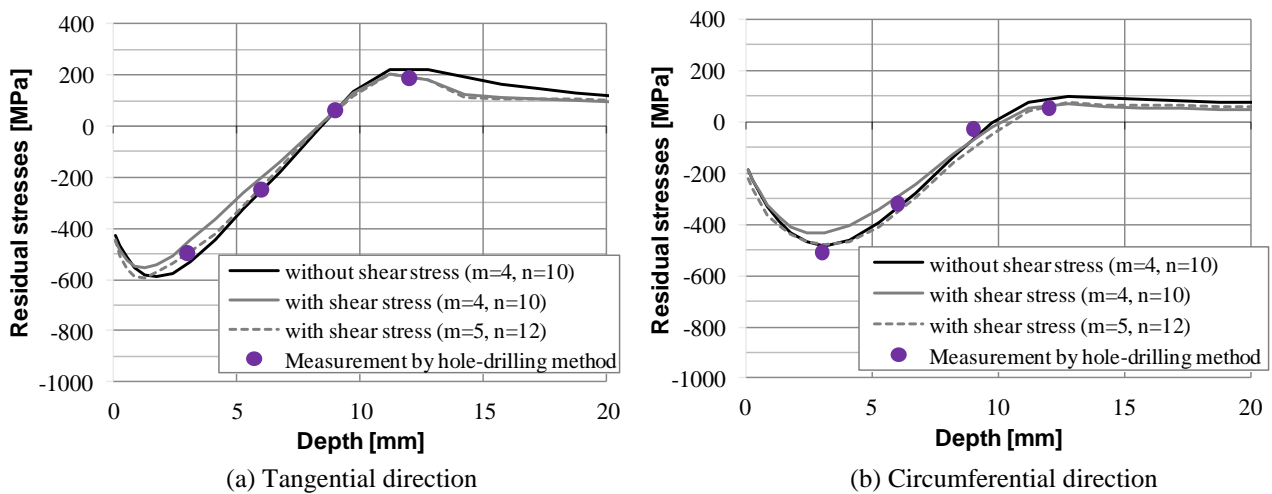 400
200
0
-200
-400
-600
-800
-1000
Residual stresses [MPa]
without shear stress (m=4, n=10)
with shear stress (m=4, n=10)
with shear stress (m=5, n=12)
Measurement by hole-drilling method
0 5 10 15 20
Depth [mm]
(a) Tangential direction
400
200
0
-200
-400
-600
-800
-1000
Residual stresses [MPa]
without shear stress (m=4, n=10)
with shear stress (m=4, n=10)
with shear stress (m=5, n=12)
Measurement by hole-drilling method
0 5 10 15 20
Depth [mm]
(b) Circumferential direction